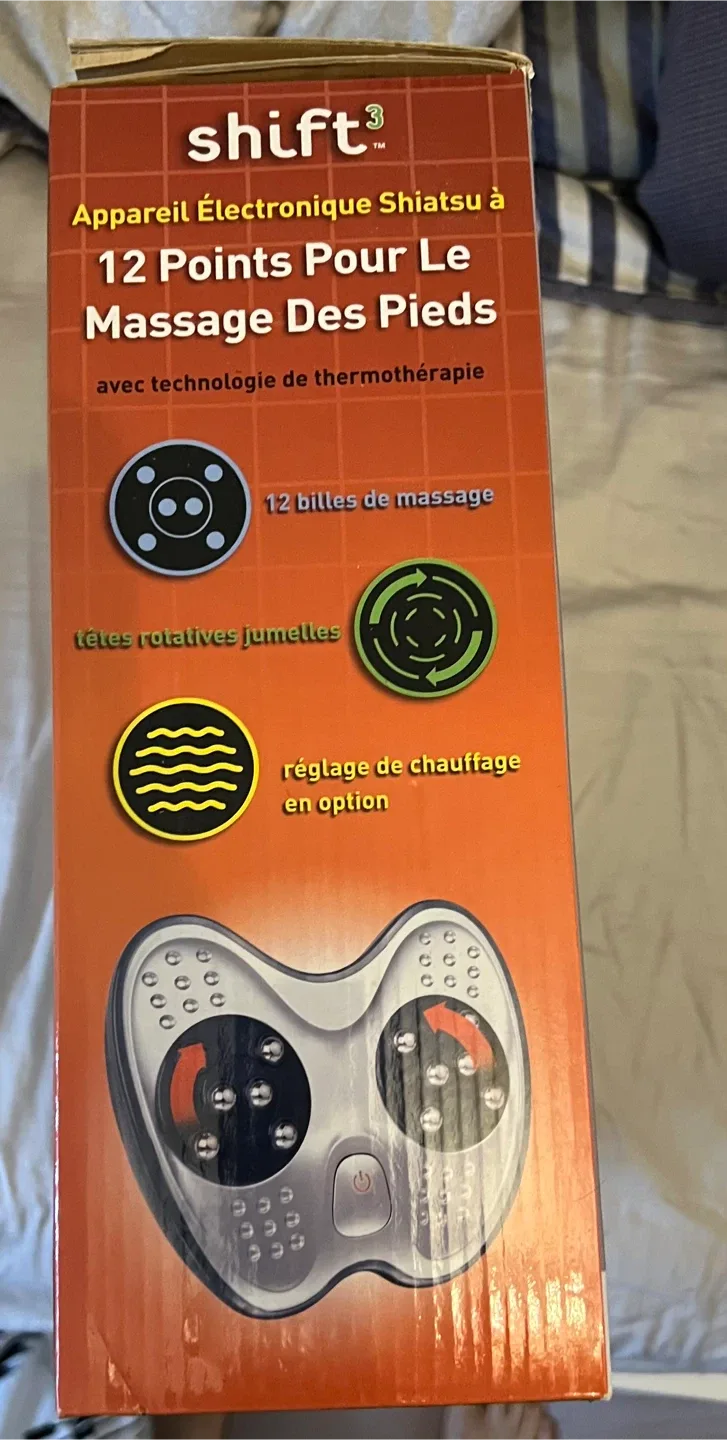 shift³™
Appareil Électronique Shiatsu à
12 Points Pour Le
Massage Des Pieds
avec technologie de thermothérapie
12 billes de massage
têtes rotatives jumelles
réglage de chauffage
en option